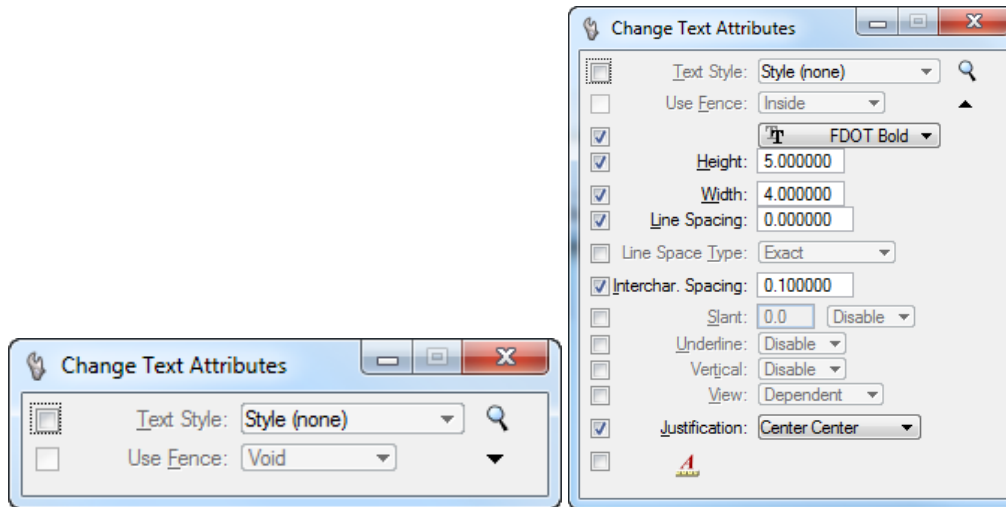 Change Text Attributes
Text Style: Style (none)
Use Fence: Void
Change Text Attributes
Text Style: Style (none)
Use Fence: Inside
FDOT Bold
Height: 5.000000
Width: 4.000000
Line Spacing: 0.000000
Line Space Type: Exact
Interchar. Spacing: 0.100000
Slant: 0.0 Disable
Underline: Disable
Vertical: Disable
View: Dependent
Justification: Center Center